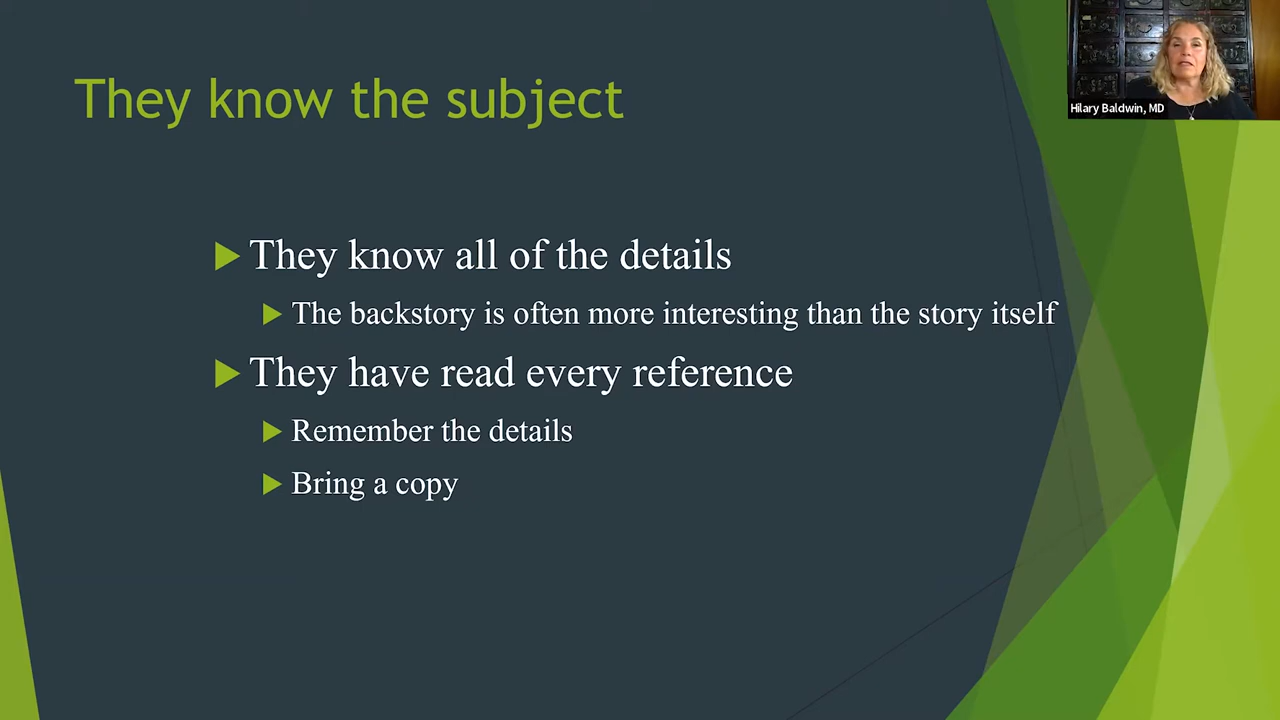 They know the subject
They know all of the details
The backstory is often more interesting than the story itself
They have read every reference
Remember the details
Bring a copy
Hilary Baldwin, MD